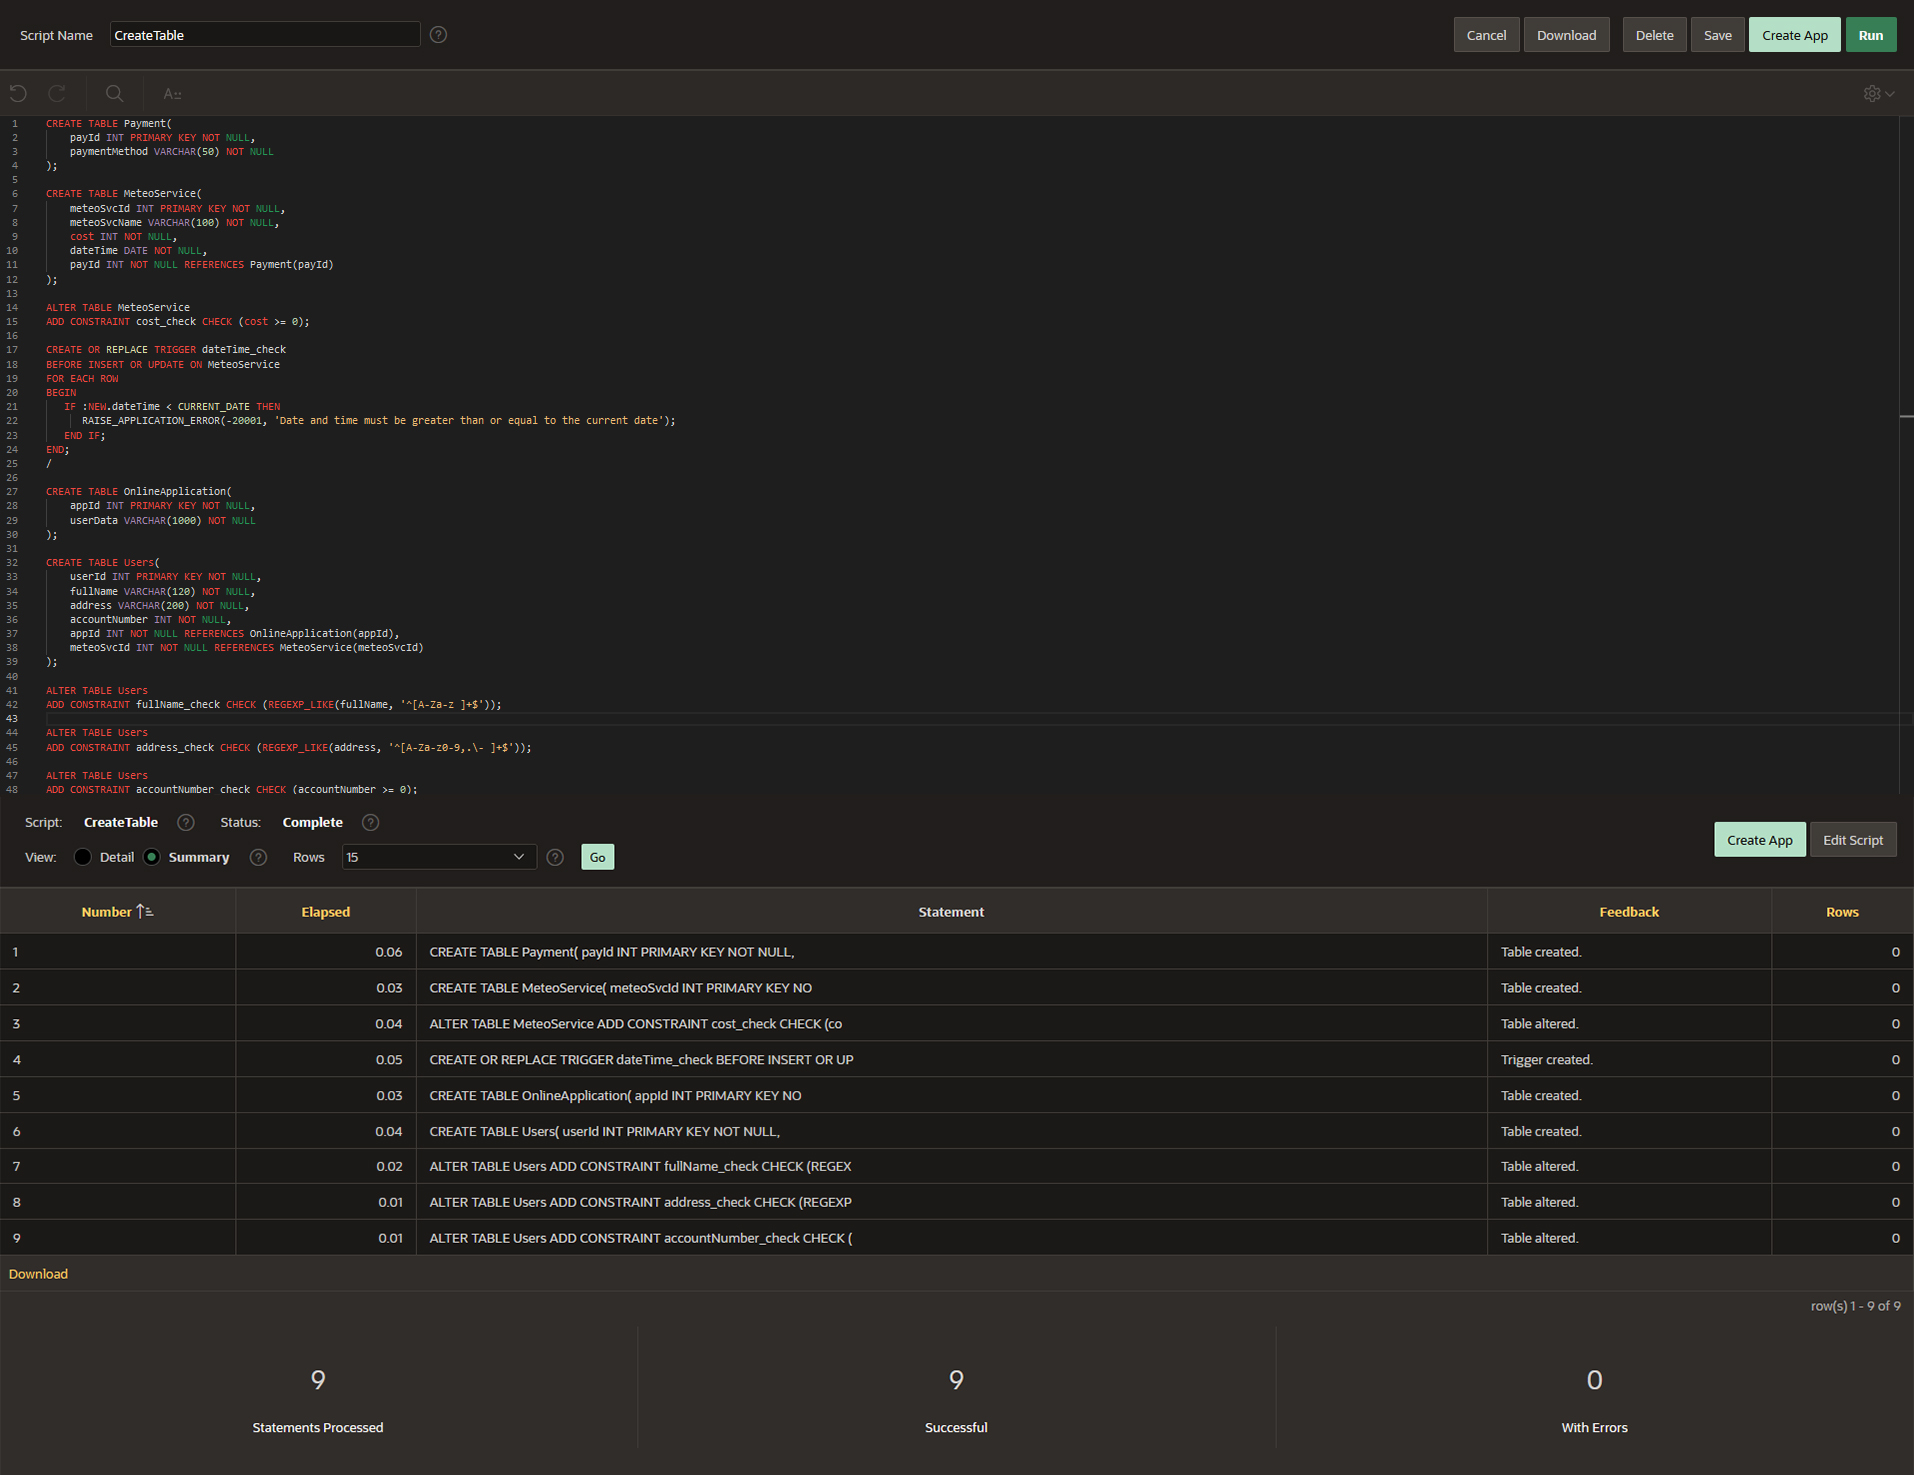 Script Name CreateTable Cancel Download Delete Save Create App Run
1 CREATE TABLE Payment(
2 payId INT PRIMARY KEY NOT NULL,
3 paymentMethod VARCHAR(50) NOT NULL
4 );
5
6 CREATE TABLE MeteoService(
7 meteoSvcId INT PRIMARY KEY NOT NULL,
8 meteoSvcName VARCHAR(100) NOT NULL,
9 cost INT NOT NULL,
10 dateTime DATE NOT NULL,
11 payId INT NOT NULL REFERENCES Payment(payId)
12 );
13
14 ALTER TABLE MeteoService
15 ADD CONSTRAINT cost_check CHECK (cost >= 0);
16
17 CREATE OR REPLACE TRIGGER dateTime_check
18 BEFORE INSERT OR UPDATE ON MeteoService
19 FOR EACH ROW
20 BEGIN
21 IF :NEW.dateTime < CURRENT_DATE THEN
22 RAISE_APPLICATION_ERROR(-20001, 'Date and time must be greater than or equal to the current date');
23 END IF;
24 END;
25 /
26
27 CREATE TABLE OnlineApplication(
28 appId INT PRIMARY KEY NOT NULL,
29 userData VARCHAR(1000) NOT NULL
30 );
31
32 CREATE TABLE Users(
33 userId INT PRIMARY KEY NOT NULL,
34 fullName VARCHAR(120) NOT NULL,
35 address VARCHAR(200) NOT NULL,
36 accountNumber INT NOT NULL,
37 appId INT NOT NULL REFERENCES OnlineApplication(appId),
38 meteoSvcId INT NOT NULL REFERENCES MeteoService(meteoSvcId)
39 );
40
41 ALTER TABLE Users
42 ADD CONSTRAINT fullName_check CHECK (REGEXP_LIKE(fullName, '^[A-Za-z ]+$'));
43
44 ALTER TABLE Users
45 ADD CONSTRAINT address_check CHECK (REGEXP_LIKE(address, '^[A-Za-z0-9,.\- ]+$'));
46
47 ALTER TABLE Users
48 ADD CONSTRAINT accountNumber_check CHECK (accountNumber >= 0);
Script: CreateTable Status: Complete
View: Detail Summary Rows 15 Go Create App Edit Script
Number Elapsed Statement Feedback Rows
1 0.06 CREATE TABLE Payment( payId INT PRIMARY KEY NOT NULL, Table created. 0
2 0.03 CREATE TABLE MeteoService( meteoSvcId INT PRIMARY KEY NO Table created. 0
3 0.04 ALTER TABLE MeteoService ADD CONSTRAINT cost_check CHECK (co Table altered. 0
4 0.05 CREATE OR REPLACE TRIGGER dateTime_check BEFORE INSERT OR UP Trigger created. 0
5 0.03 CREATE TABLE OnlineApplication( appId INT PRIMARY KEY NO Table created. 0
6 0.04 CREATE TABLE Users( userId INT PRIMARY KEY NOT NULL, Table created. 0
7 0.02 ALTER TABLE Users ADD CONSTRAINT fullName_check CHECK (REGEX Table altered. 0
8 0.01 ALTER TABLE Users ADD CONSTRAINT address_check CHECK (REGEXP Table altered. 0
9 0.01 ALTER TABLE Users ADD CONSTRAINT accountNumber_check CHECK ( Table altered. 0
Download
row(s) 1 - 9 of 9
9 9 0
Statements Processed Successful With Errors